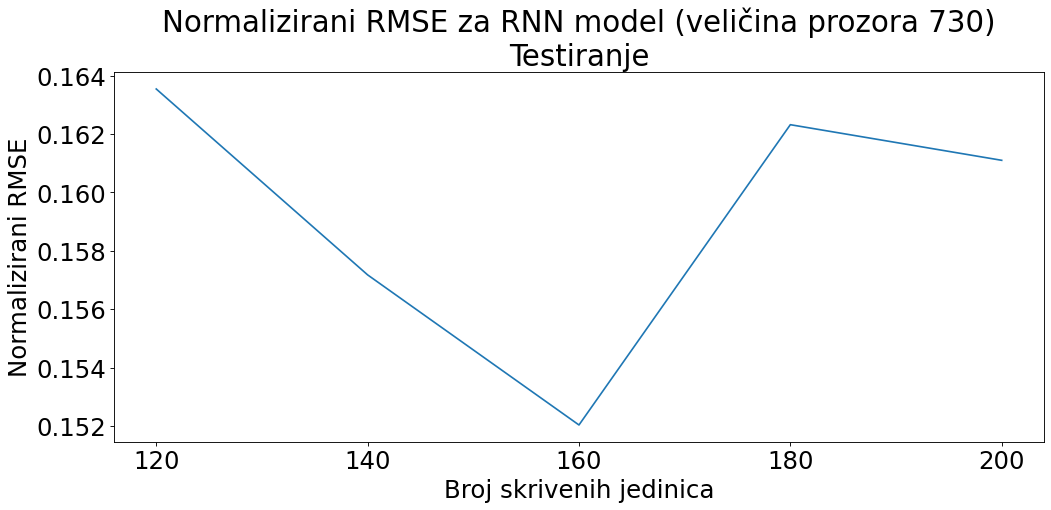 Normalizirani RMSE za RNN model (veličina prozora 730)
Testiranje
Normalizirani RMSE
0.164
0.162
0.160
0.158
0.156
0.154
0.152
120 140 160 180 200
Broj skrivenih jedinica